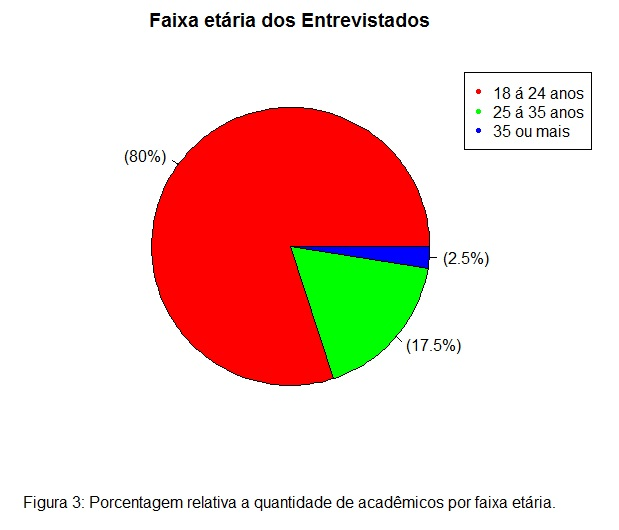 Faixa etária dos Entrevistados
18 á 24 anos
25 á 35 anos
35 ou mais
(80%)
(2.5%)
(17.5%)
Figura 3: Porcentagem relativa a quantidade de acadêmicos por faixa etária.